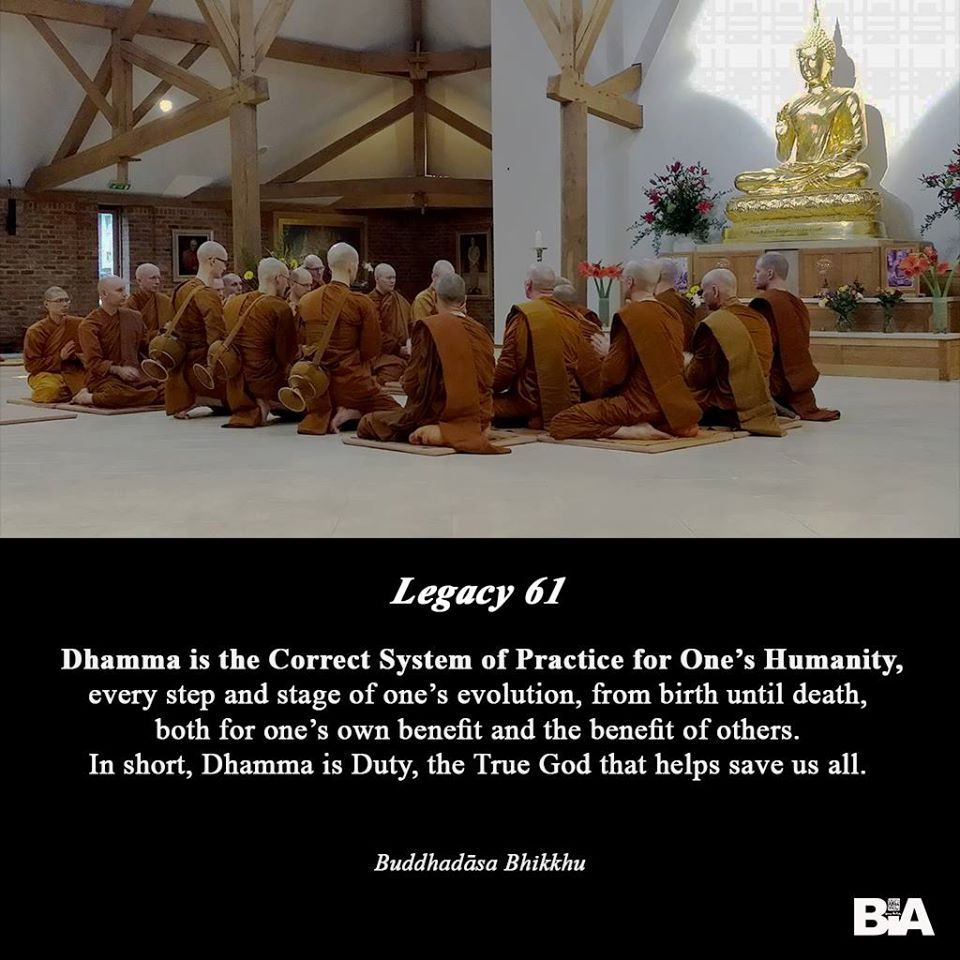 Legacy 61
Dhamma is the Correct System of Practice for One's Humanity,
every step and stage of one's evolution, from birth until death,
both for one's own benefit and the benefit of others.
In short, Dhamma is Duty, the True God that helps save us all.
Buddhadāsa Bhikkhu
BiA